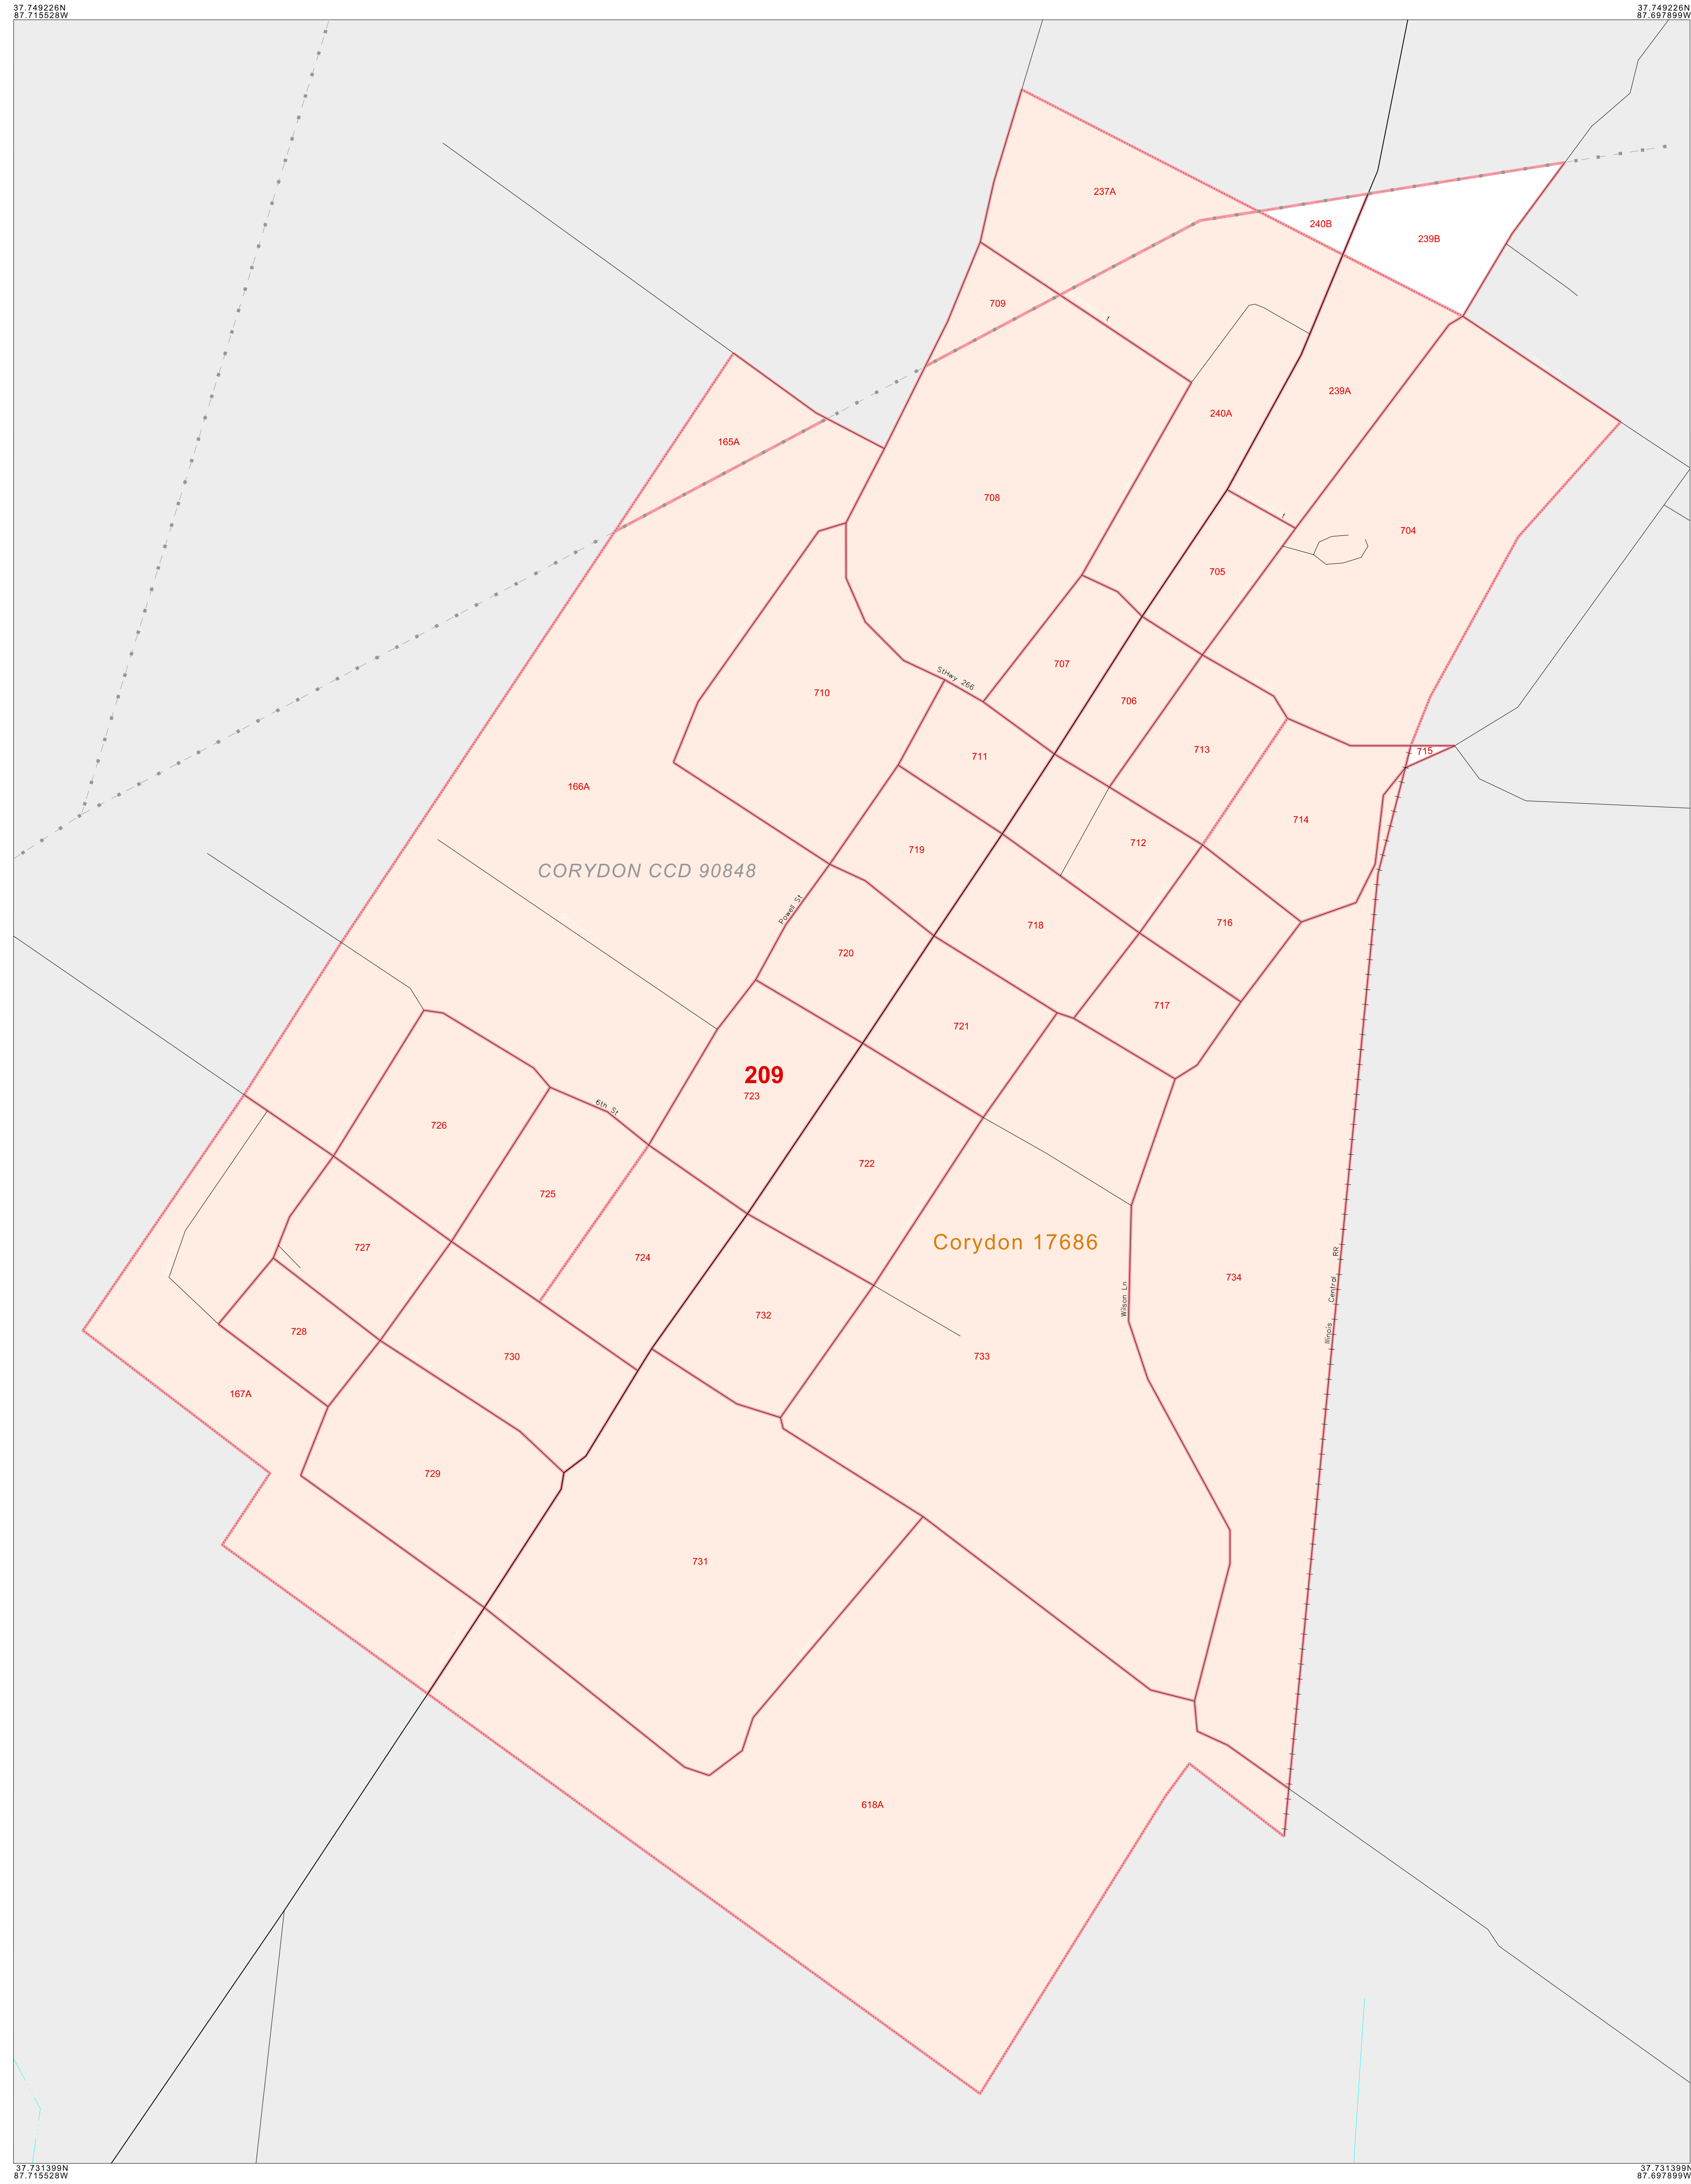 37.749226N
87.715528W
37.749226N
87.697899W
237A
240B
239B
709
f
239A
240A
165A
708
f
704
705
707
StHwy 266
710
706
713
711
715
166A
714
712
719
CORYDON CCD 90848
Powell St
718
716
720
717
721
209
723
6th St
726
722
725
Corydon 17686
727
724
734
Illinois Central RR
Wilson Ln
732
728
730
733
167A
729
731
618A
37.731399N
87.715528W
37.731399N
87.697899W